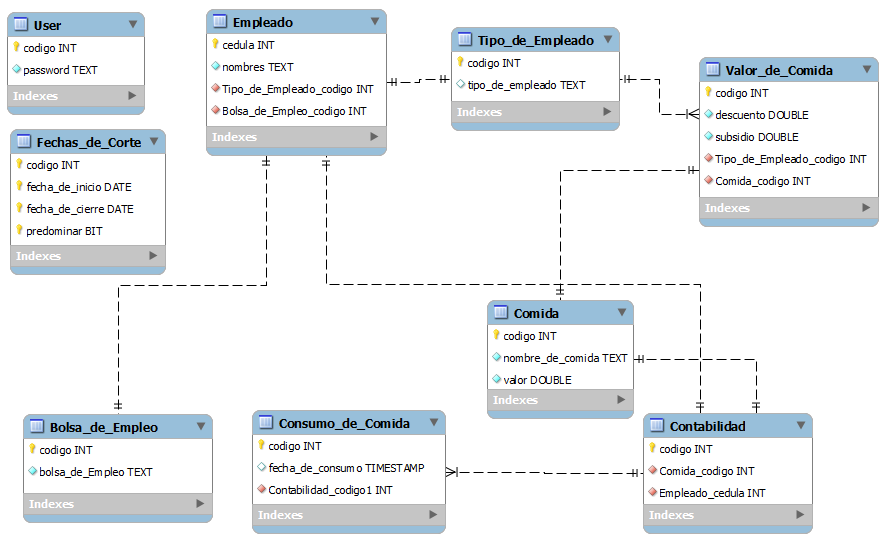 User
codigo INT
password TEXT
Indexes
Fechas_de_Corte
codigo INT
fecha_de_inicio DATE
fecha_de_cierre DATE
predominar BIT
Indexes
Empleado
cedula INT
nombres TEXT
Tipo_de_Empleado_codigo INT
Bolsa_de_Empleo_codigo INT
Indexes
Tipo_de_Empleado
codigo INT
tipo_de_empleado TEXT
Indexes
Valor_de_Comida
codigo INT
descuento DOUBLE
subsidio DOUBLE
Tipo_de_Empleado_codigo INT
Comida_codigo INT
Indexes
Comida
codigo INT
nombre_de_comida TEXT
valor DOUBLE
Indexes
Bolsa_de_Empleo
codigo INT
bolsa_de_Empleo TEXT
Indexes
Consumo_de_Comida
codigo INT
fecha_de_consumo TIMESTAMP
Contabilidad_codigo1 INT
Indexes
Contabilidad
codigo INT
Comida_codigo INT
Empleado_cedula INT
Indexes